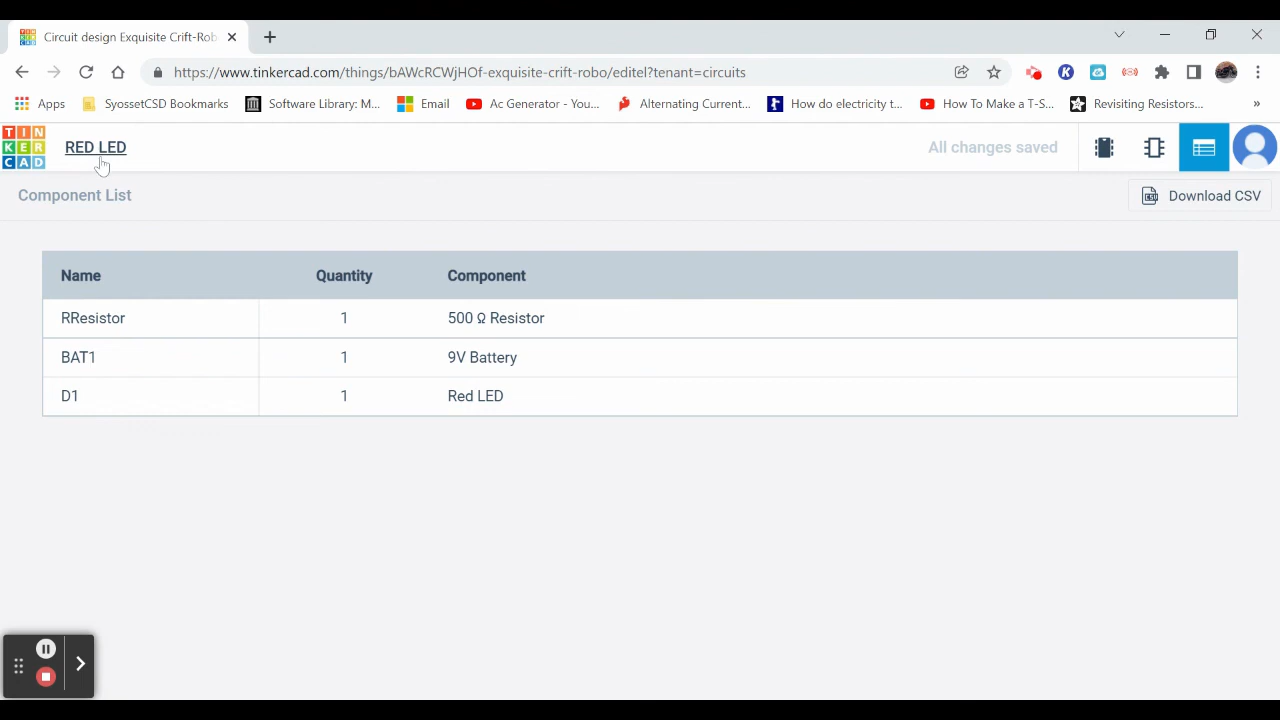 Circuit design Exquisite Crift-Rob
https://www.tinkercad.com/things/bAWcRCWjHOf-exquisite-crift-robo/editel?tenant=circuits
Apps SyossetCSD Bookmarks Software Library: M... Email Ac Generator - You... Alternating Current,... How do electricity t... How To Make a T-S... Revisiting Resistors... »
TIN
KER
CAD
RED LED
All changes saved
Component List
Download CSV
Name Quantity Component
RResistor 1 500 Ω Resistor
BAT1 1 9V Battery
D1 1 Red LED